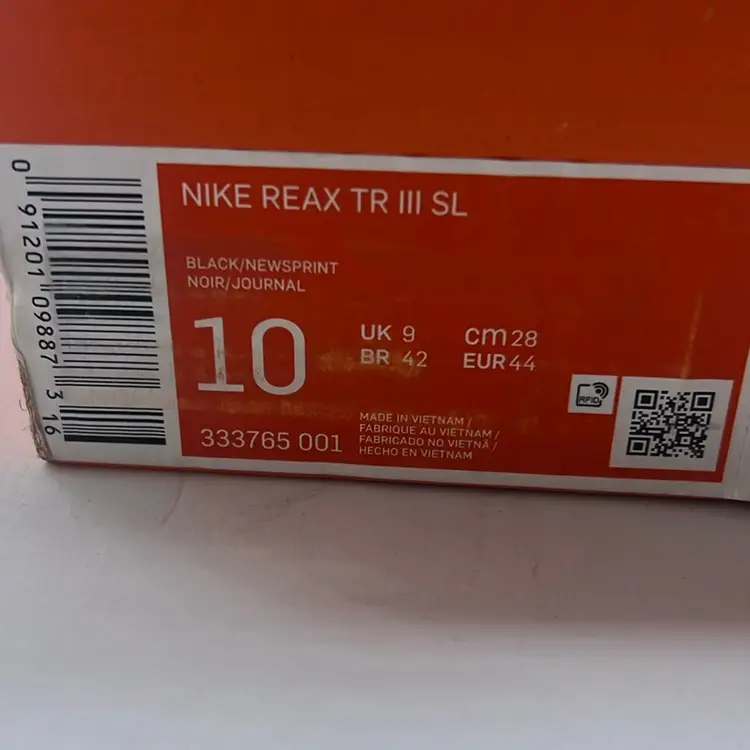 NIKE REAX TR III SL
BLACK/NEWSPRINT
NOIR/JOURNAL
10
UK 9
cm 28
BR 42
EUR 44
333765 001
MADE IN VIETNAM /
FABRIQUE AU VIETNAM /
FABRICADO NO VIETNÃ /
HECHO EN VIETNAM
RFID
0 91201 09887 3 16